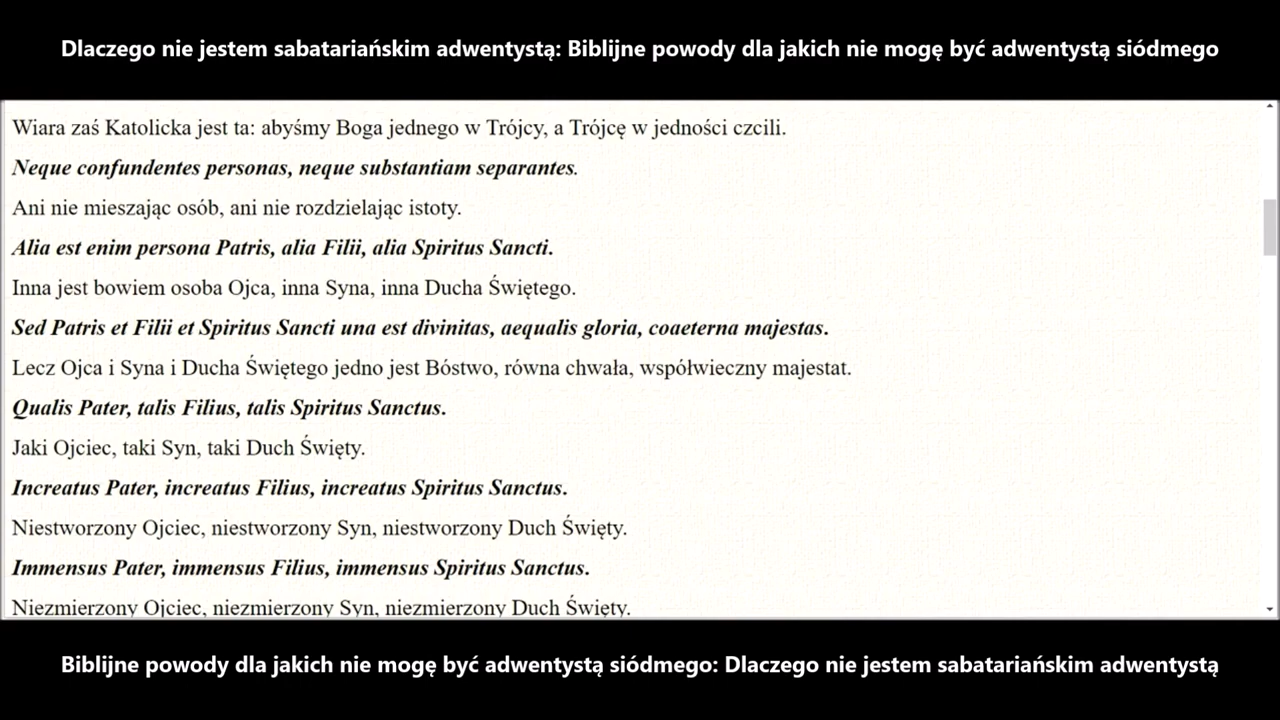 Dlaczego nie jestem sabatariańskim adwentystą: Biblijne powody dla jakich nie mogę być adwentystą siódmego
Wiara zaś Katolicka jest ta: abyśmy Boga jednego w Trójcy, a Trójcę w jedności czcili.
Neque confundentes personas, neque substantiam separantes.
Ani nie mieszając osób, ani nie rozdzielając istoty.
Alia est enim persona Patris, alia Filii, alia Spiritus Sancti.
Inna jest bowiem osoba Ojca, inna Syna, inna Ducha Świętego.
Sed Patris et Filii et Spiritus Sancti una est divinitas, aequalis gloria, coaeterna majestas.
Lecz Ojca i Syna i Ducha Świętego jedno jest Bóstwo, równa chwała, współwieczny majestat.
Qualis Pater, talis Filius, talis Spiritus Sanctus.
Jaki Ojciec, taki Syn, taki Duch Święty.
Increatus Pater, increatus Filius, increatus Spiritus Sanctus.
Niestworzony Ojciec, niestworzony Syn, niestworzony Duch Święty.
Immensus Pater, immensus Filius, immensus Spiritus Sanctus.
Niezmierzony Ojciec, niezmierzony Syn, niezmierzony Duch Święty.
Biblijne powody dla jakich nie mogę być adwentystą siódmego: Dlaczego nie jestem sabatariańskim adwentystą